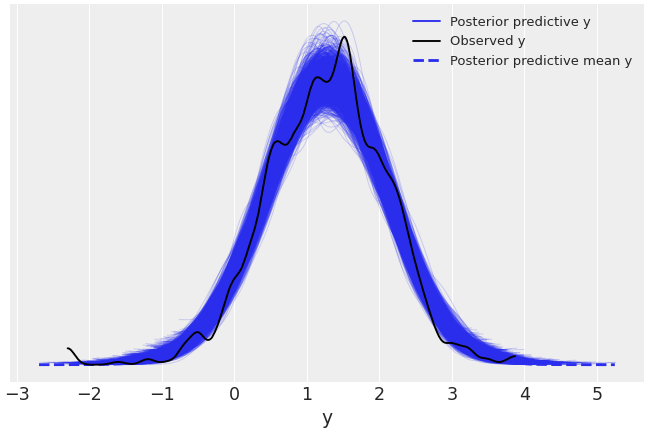 Posterior predictive y
Observed y
Posterior predictive mean y
−3 −2 −1 0 1 2 3 4 5
y